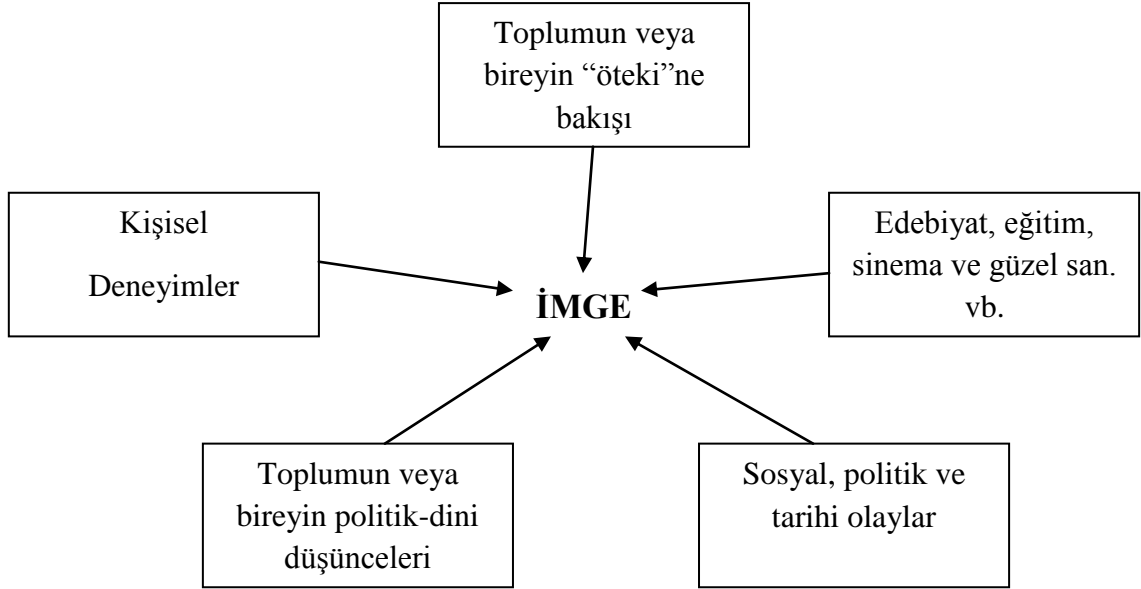 Toplumun veya
bireyin “öteki”ne
bakışı
Kişisel
Deneyimler
Edebiyat, eğitim,
sinema ve güzel san.
vb.
İMGE
Toplumun veya
bireyin politik-dini
düşünceleri
Sosyal, politik ve
tarihi olaylar